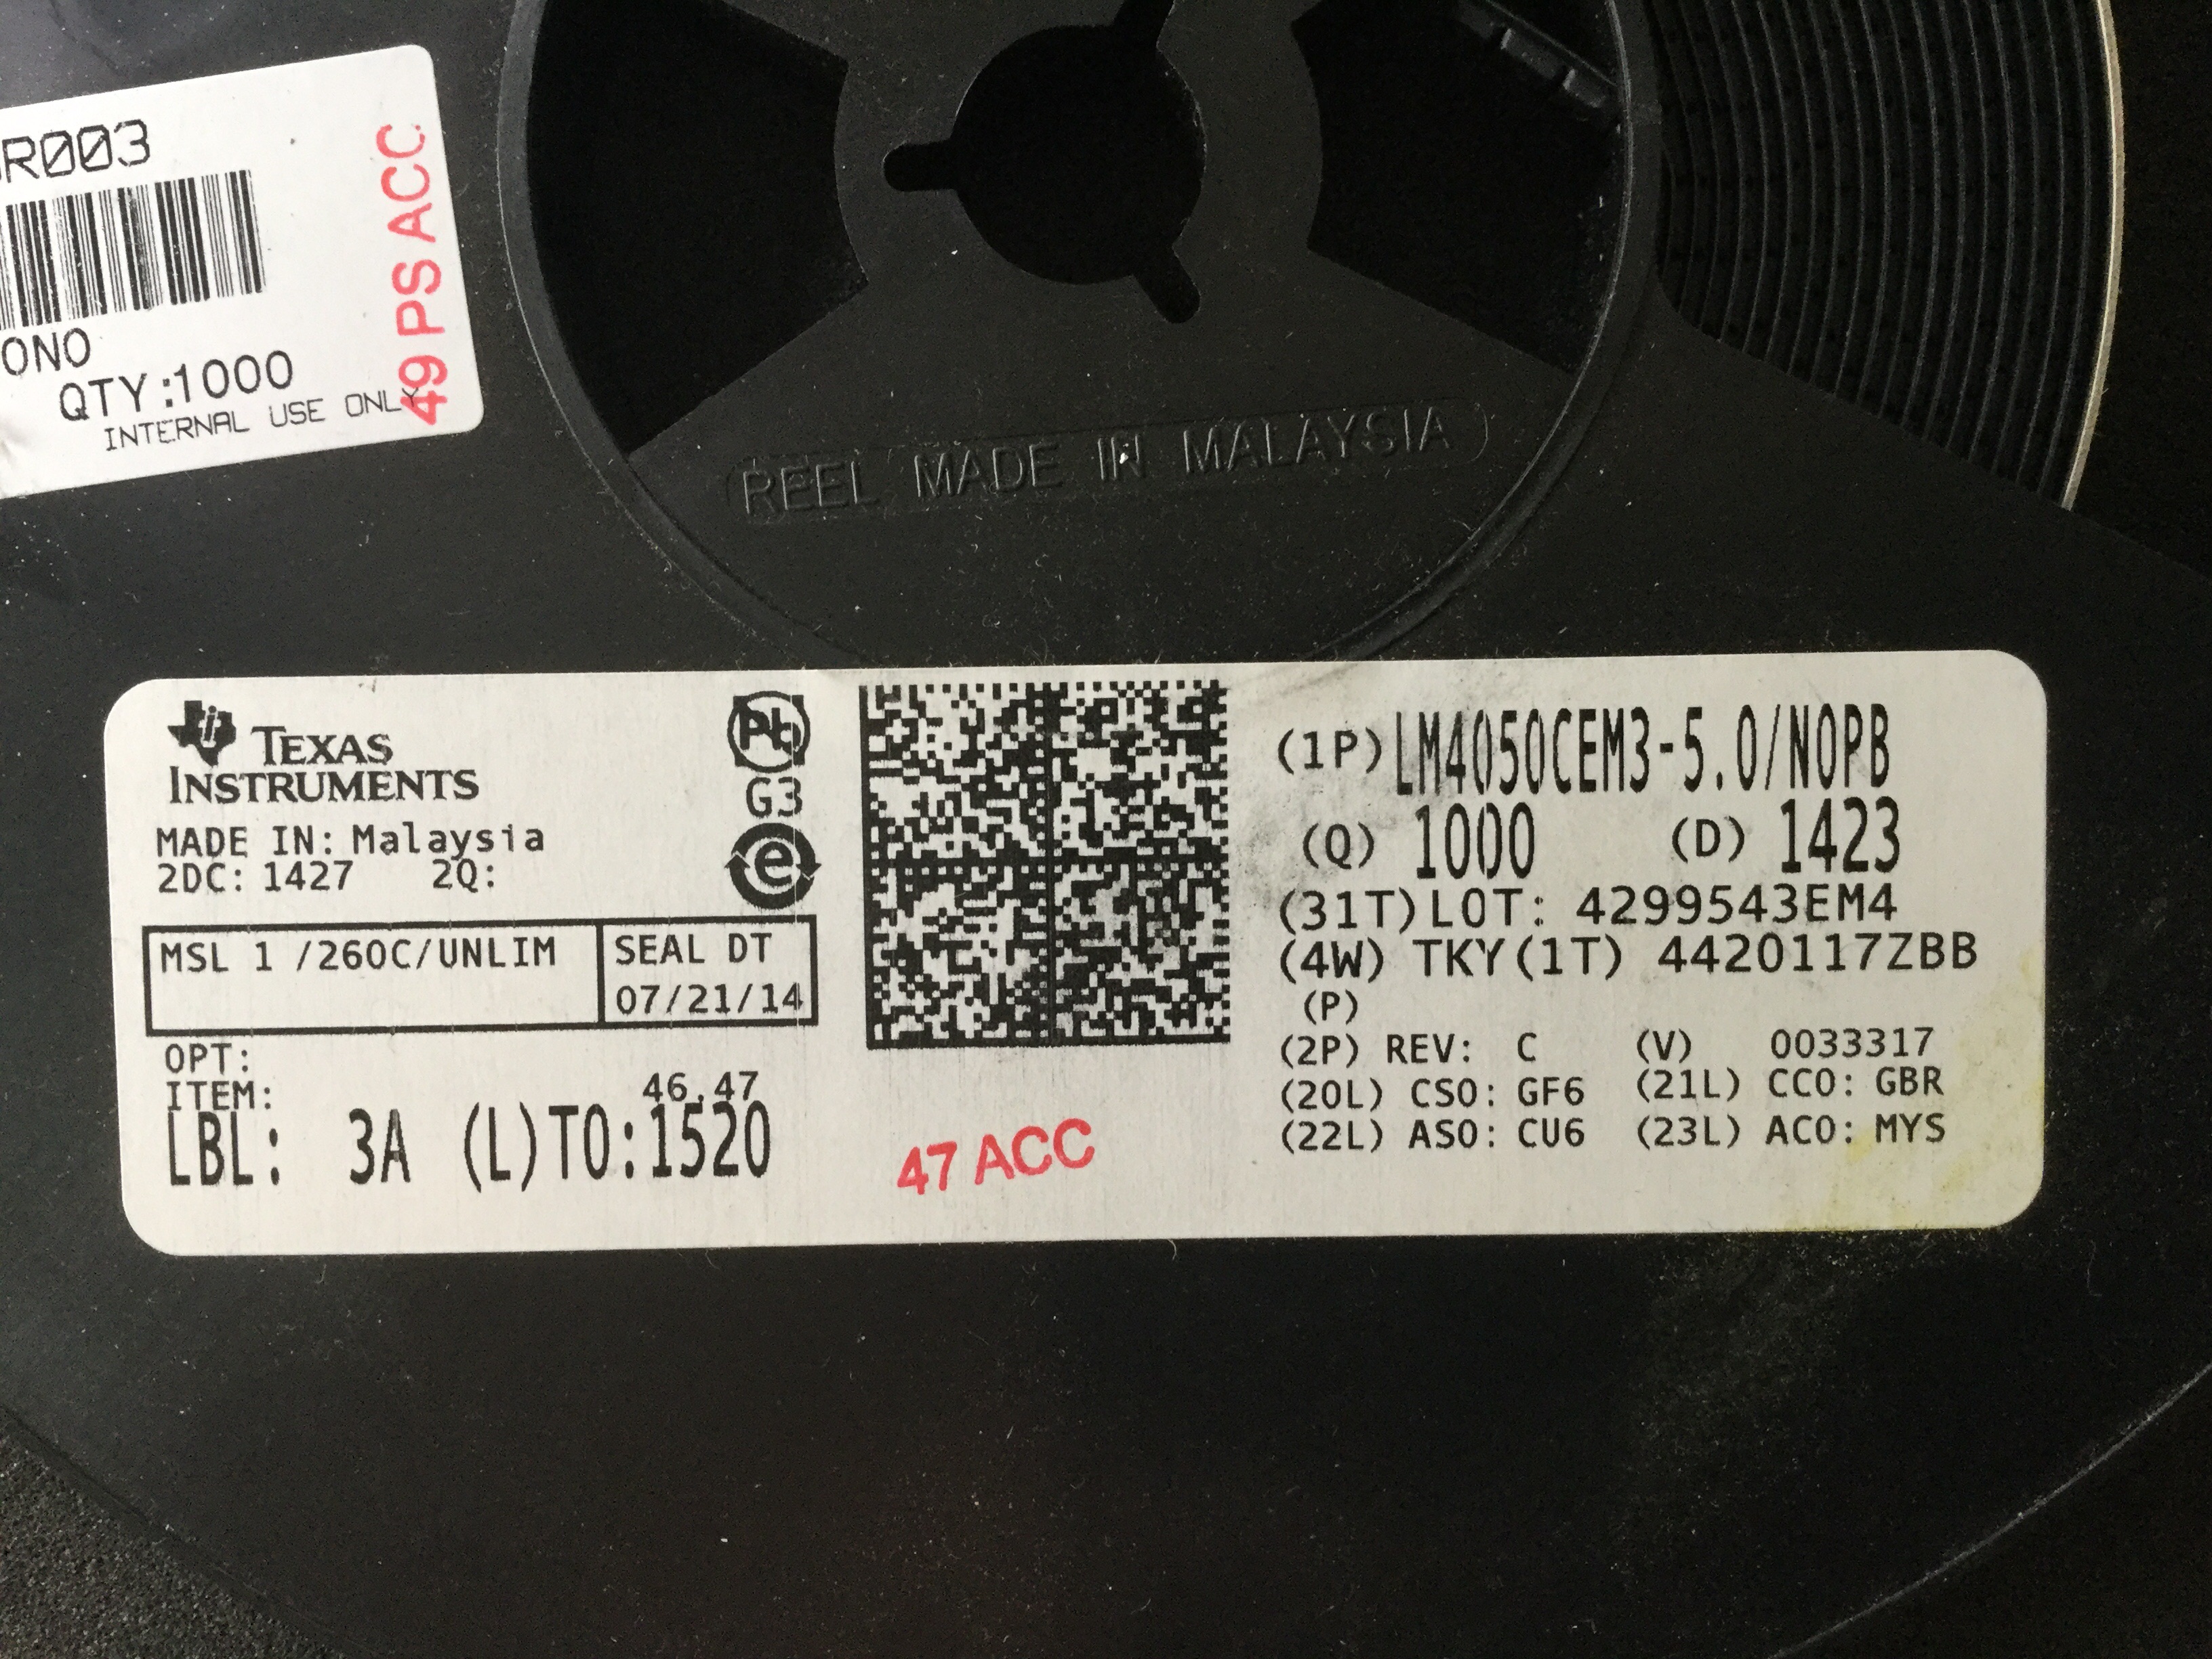 R003
ONO
QTY:1000
INTERNAL USE ONLY
49 PS ACC
REEL MADE IN MALAYSIA
TEXAS
INSTRUMENTS
MADE IN: Malaysia
2DC: 1427 2Q:
Pb
G3
e
MSL 1 /260C/UNLIM
SEAL DT
07/21/14
OPT:
ITEM:
46.47
LBL: 3A (L)TO:1520
47 ACC
(1P) LM4050CEM3-5.0/NOPB
(Q) 1000 (D) 1423
(31T)LOT: 4299543EM4
(4W) TKY(1T) 4420117ZBB
(P)
(2P) REV: C (V) 0033317
(20L) CSO: GF6 (21L) CCO: GBR
(22L) ASO: CU6 (23L) ACO: MYS